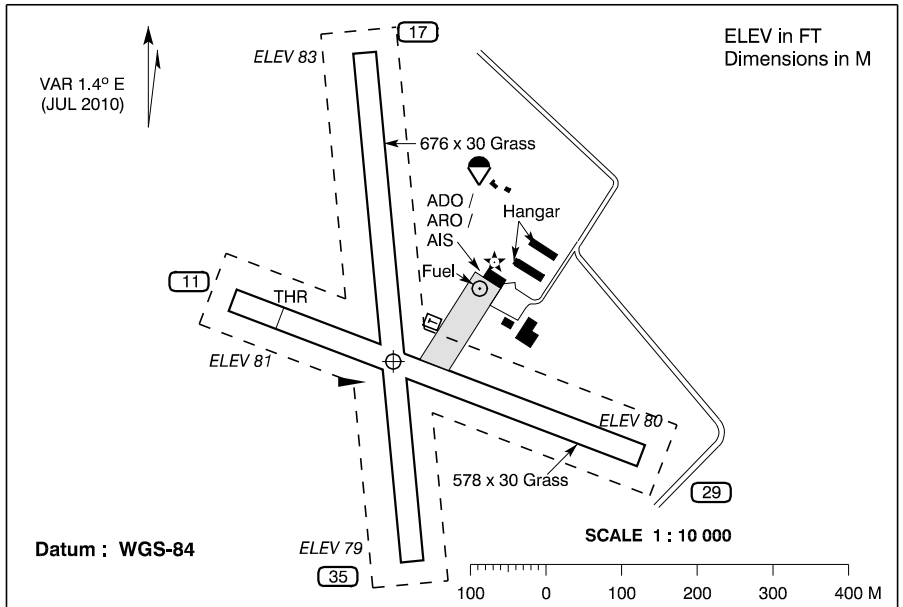 17
ELEV in FT
Dimensions in M
ELEV 83
VAR 1.4° E
(JUL 2010)
676 x 30 Grass
ADO /
ARO /
AIS
Hangar
Fuel
11
THR
T
ELEV 81
ELEV 80
578 x 30 Grass
29
SCALE 1 : 10 000
Datum : WGS-84
ELEV 79
35
100 0 100 200 300 400 M